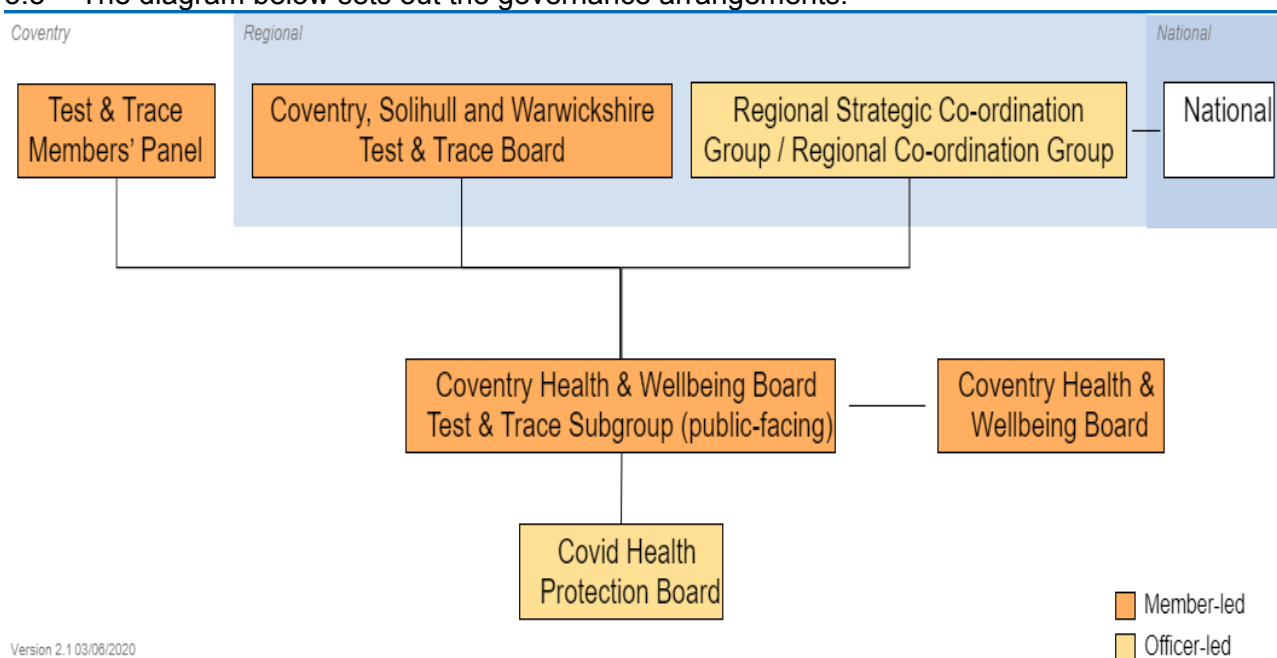 The diagram below sets out the governance arrangements.
Coventry
Regional
National
Test & Trace
Members' Panel
Coventry, Solihull and Warwickshire
Test & Trace Board
Regional Strategic Co-ordination
Group / Regional Co-ordination Group
National
Coventry Health & Wellbeing Board
Test & Trace Subgroup (public-facing)
Coventry Health &
Wellbeing Board
Covid Health
Protection Board
Member-led
Officer-led
Version 2.1 03/06/2020